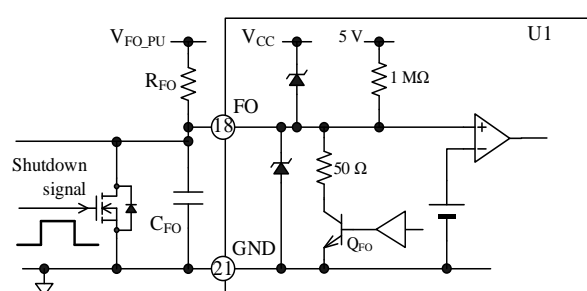 V_FO_PU
V_CC
5 V
U1
R_FO
1 MΩ
FO
18
Shutdown
signal
50 Ω
C_FO
Q_FO
GND
21
+
−